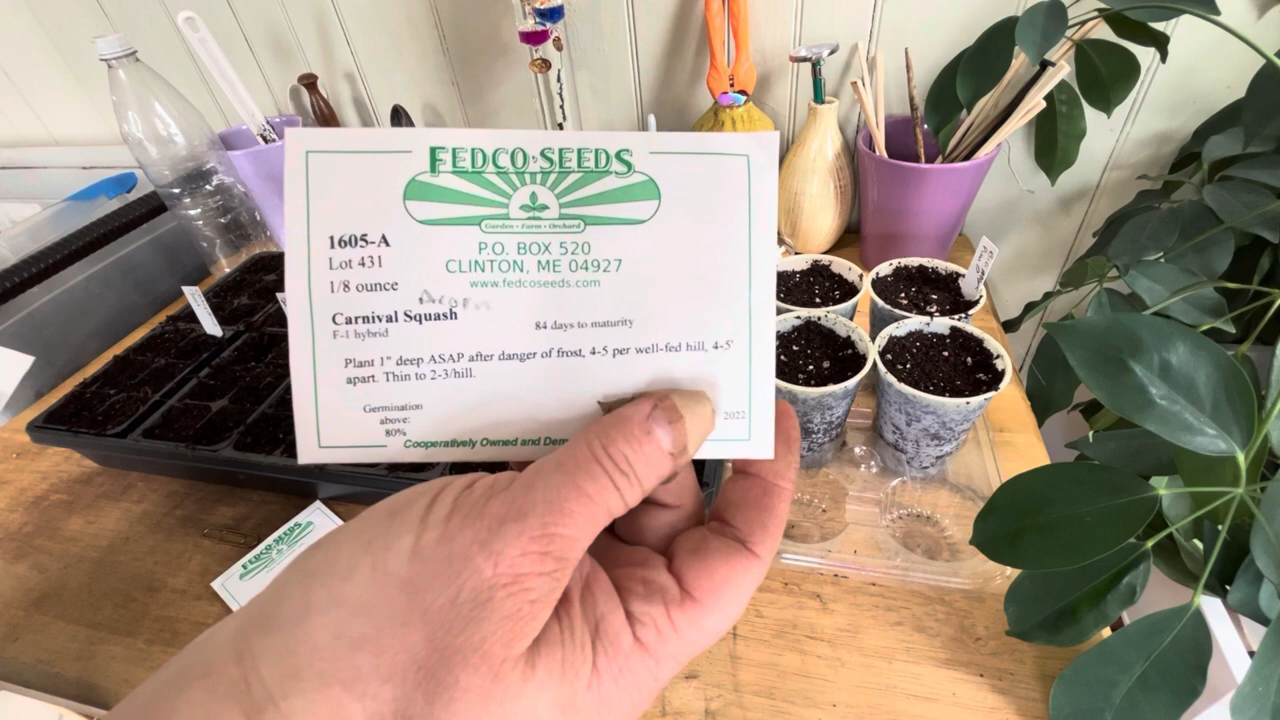 FEDCO·SEEDS
Garden • Farm • Orchard
1605-A
Lot 431
1/8 ounce
P.O. BOX 520
CLINTON, ME 04927
www.fedcoseeds.com
Acorn
Carnival Squash
F-1 hybrid
84 days to maturity
Plant 1" deep ASAP after danger of frost, 4-5 per well-fed hill, 4-5'
apart. Thin to 2-3/hill.
Germination
above:
80%
2022
Cooperatively Owned and
FEDCO·SEEDS